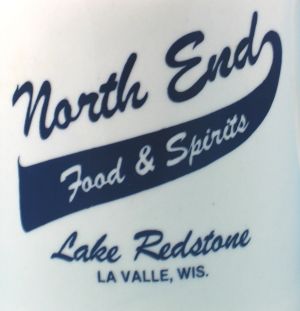 North End
Food & Spirits
Lake Redstone
LA VALLE, WIS.